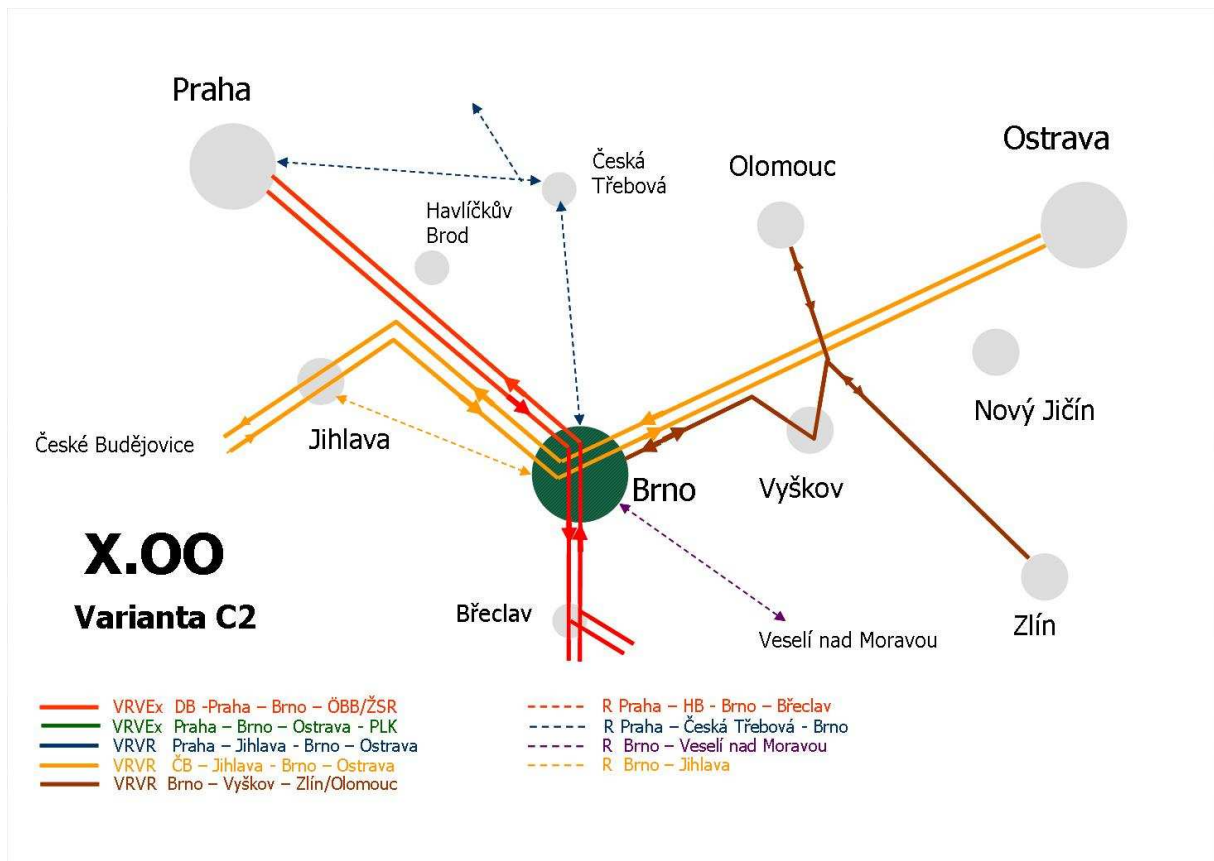 Praha
Ostrava
Česká
Třebová
Olomouc
Havlíčkův
Brod
Nový Jičín
České Budějovice
Jihlava
Vyškov
Brno
X.OO
Varianta C2
Břeclav
Zlín
Veselí nad Moravou
VRVEx DB -Praha – Brno – ÖBB/ŽSR
VRVEx Praha – Brno – Ostrava - PLK
VRVR Praha – Jihlava - Brno – Ostrava
VRVR ČB – Jihlava - Brno – Ostrava
VRVR Brno – Vyškov – Zlín/Olomouc
R Praha – HB - Brno – Břeclav
R Praha – Česká Třebová - Brno
R Brno – Veselí nad Moravou
R Brno – Jihlava